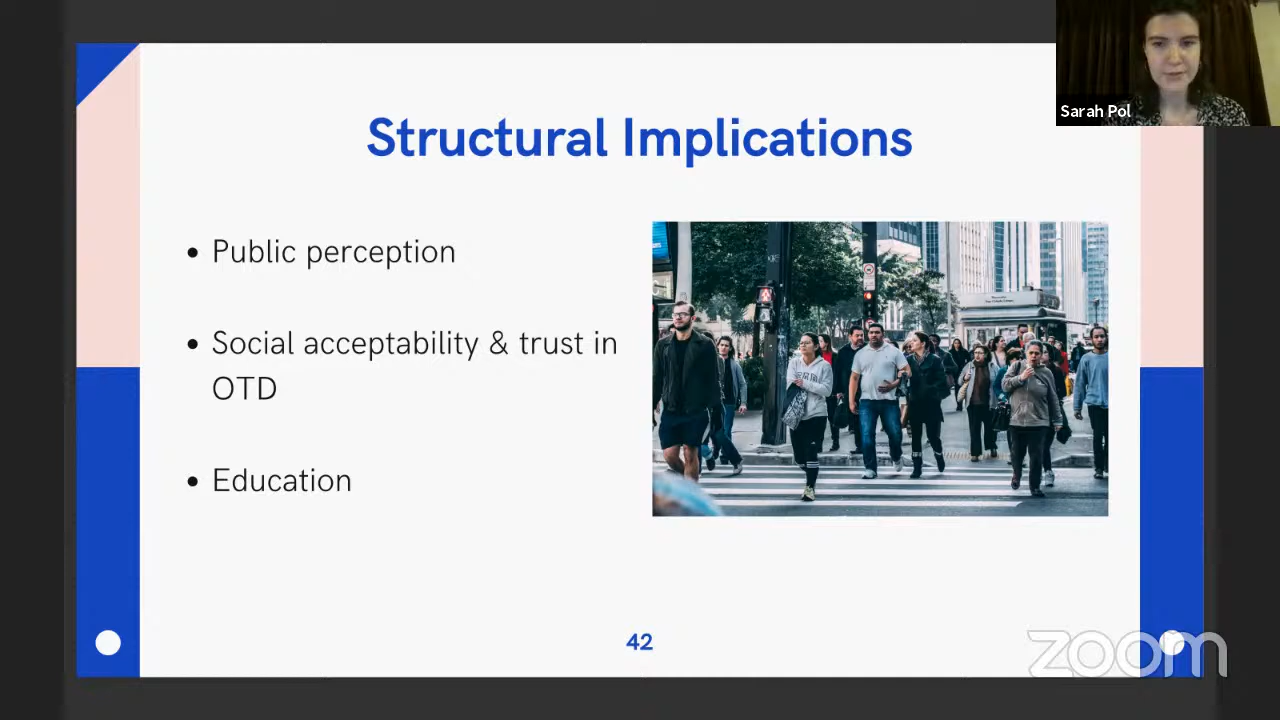 Sarah Pol
Structural Implications
• Public perception
• Social acceptability & trust in
OTD
• Education
42
zoom